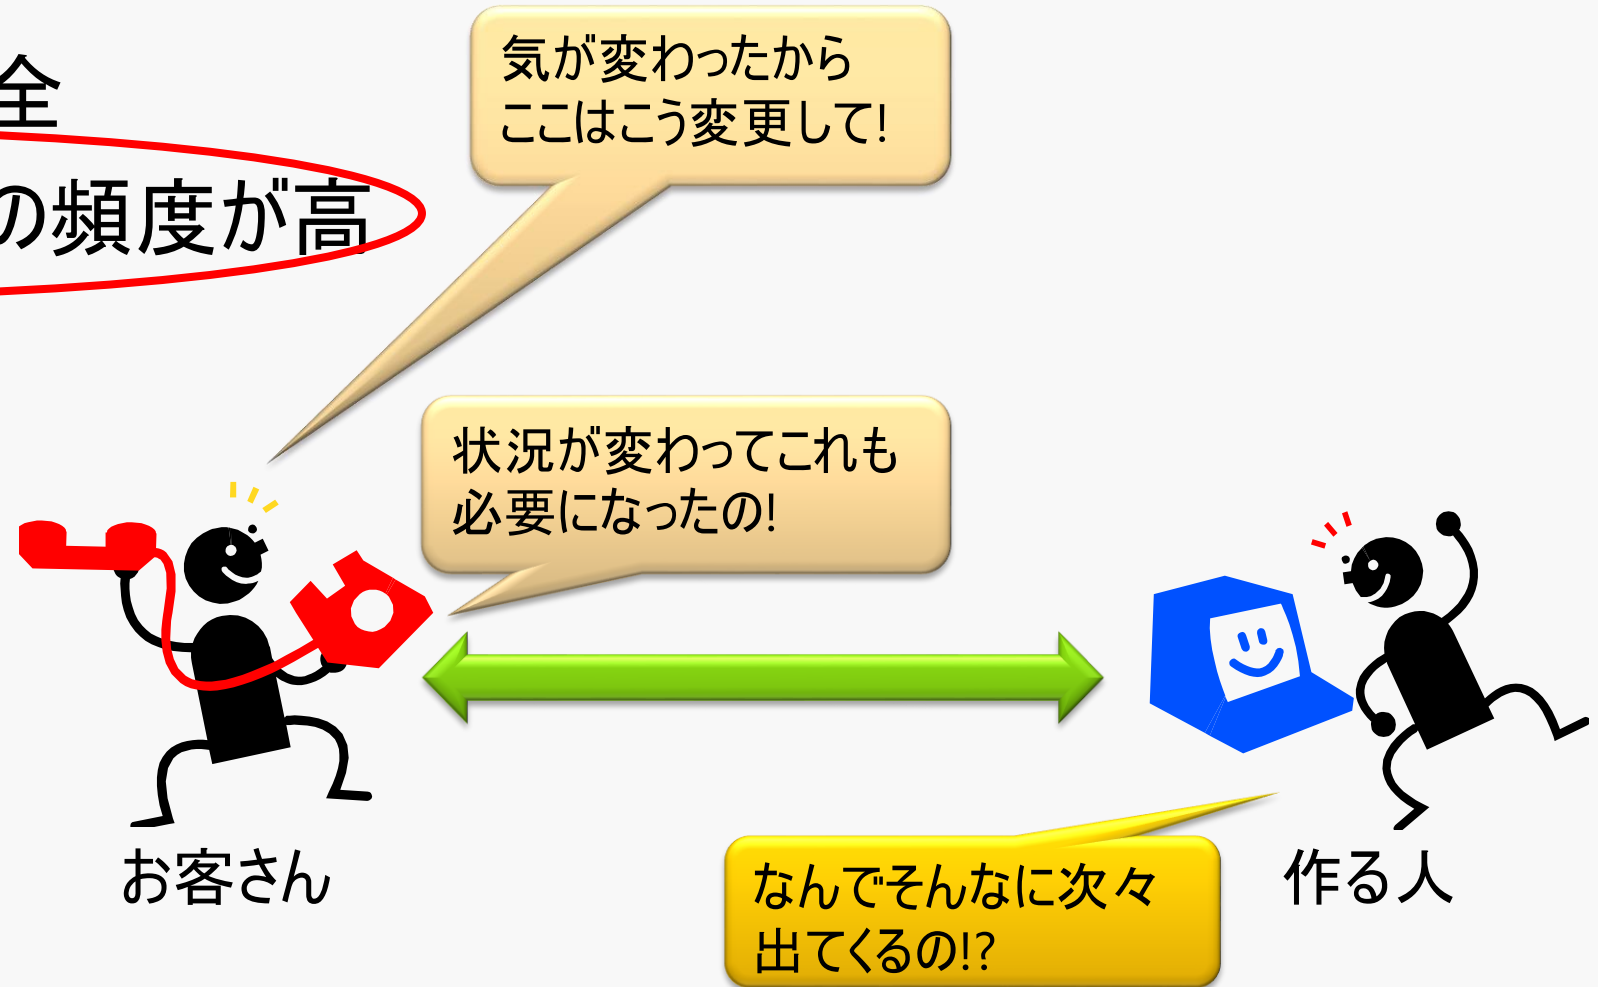 全
の頻度が高
気が変わったから
ここはこう変更して!
状況が変わってこれも
必要になったの!
お客さん
作る人
なんでそんなに次々
出てくるの!?